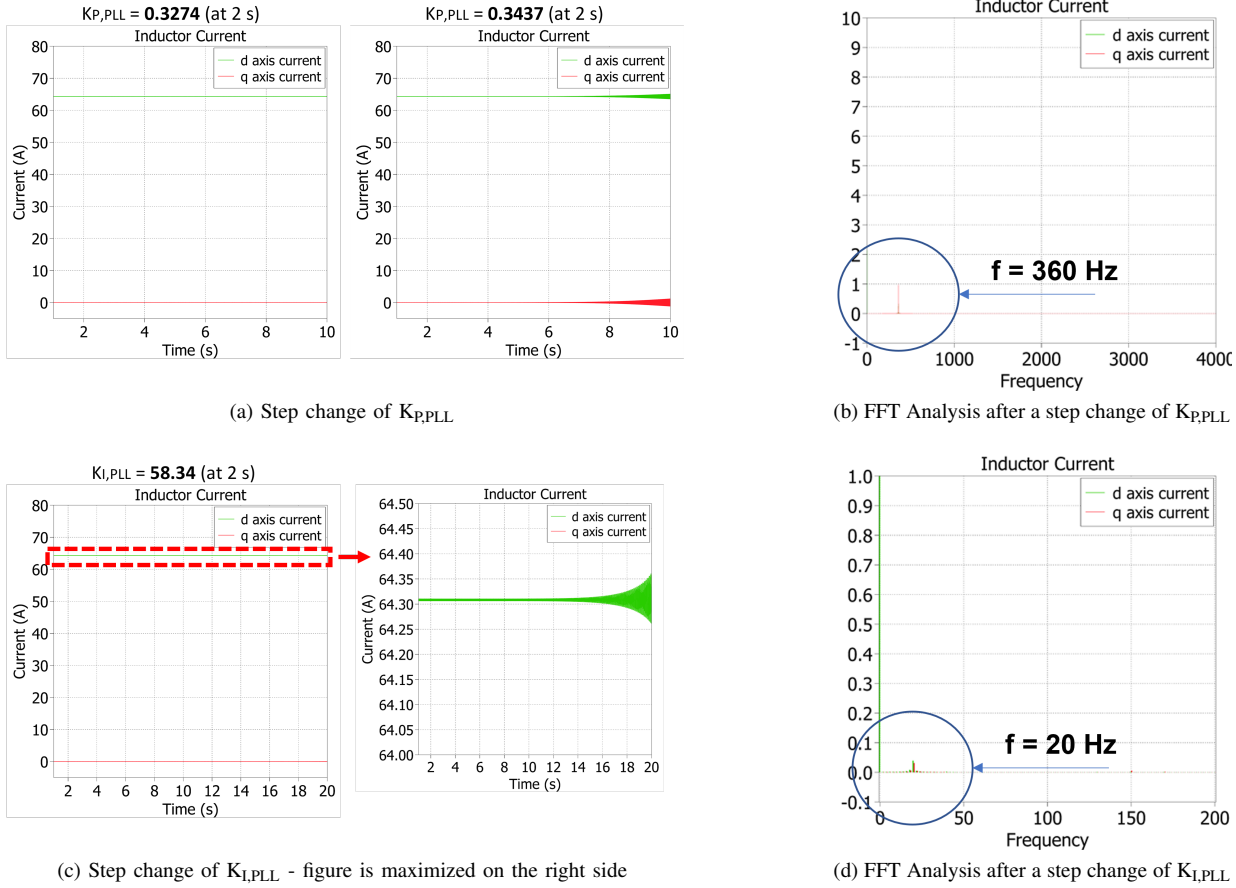 KP,PLL = 0.3274 (at 2 s)
Inductor Current
d axis current
q axis current
80
70
60
50
40
30
20
10
0
Current (A)
2 4 6 8 10
Time (s)
KP,PLL = 0.3437 (at 2 s)
Inductor Current
d axis current
q axis current
80
70
60
50
40
30
20
10
0
Current (A)
2 4 6 8 10
Time (s)
(a) Step change of KP,PLL
Inductor Current
d axis current
q axis current
10
9
8
7
6
5
4
3
2
1
0
-1
f = 360 Hz
0 1000 2000 3000 4000
Frequency
(b) FFT Analysis after a step change of KP,PLL
KI,PLL = 58.34 (at 2 s)
Inductor Current
d axis current
q axis current
80
70
60
50
40
30
20
10
0
Current (A)
2 4 6 8 10 12 14 16 18 20
Time (s)
Inductor Current
d axis current
q axis current
64.50
64.45
64.40
64.35
64.30
64.25
64.20
64.15
64.10
64.05
64.00
Current (A)
2 4 6 8 10 12 14 16 18 20
Time (s)
(c) Step change of KI,PLL - figure is maximized on the right side
Inductor Current
d axis current
q axis current
1.0
0.9
0.8
0.7
0.6
0.5
0.4
0.3
0.2
0.1
0.0
-0.1
f = 20 Hz
0 50 100 150 200
Frequency
(d) FFT Analysis after a step change of KI,PLL